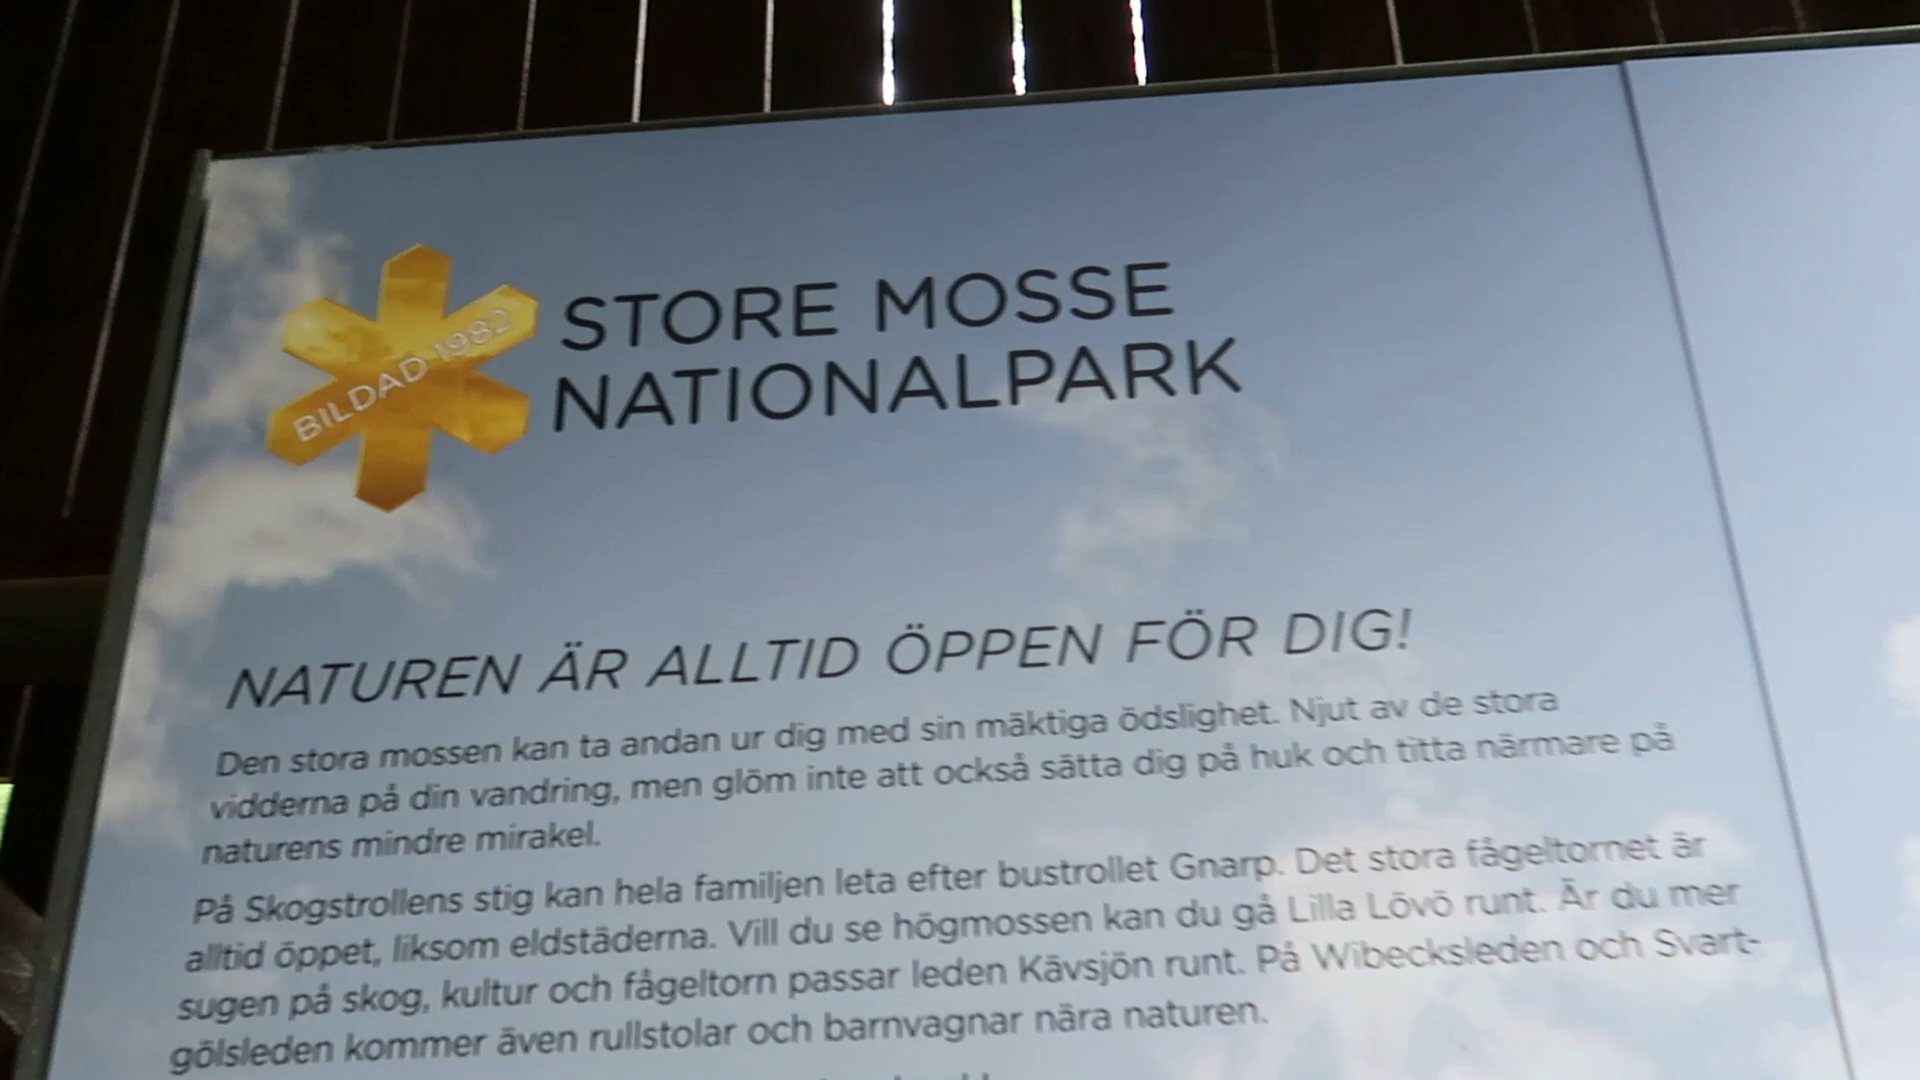 BILDAD 1982
STORE MOSSE
NATIONALPARK
NATUREN ÄR ALLTID ÖPPEN FÖR DIG!
Den stora mossen kan ta andan ur dig med sin mäktiga ödslighet. Njut av de stora
vidderna på din vandring, men glöm inte att också sätta dig på huk och titta närmare på
naturens mindre mirakel.
På Skogstrollens stig kan hela familjen leta efter bustrollet Gnarp. Det stora fågeltornet är
alltid öppet, liksom eldstäderna. Vill du se högmossen kan du gå Lilla Lövö runt. Är du mer
sugen på skog, kultur och fågeltorn passar leden Kävsjön runt. På Wibecksleden och Svart-
gölsleden kommer även rullstolar och barnvagnar nära naturen.